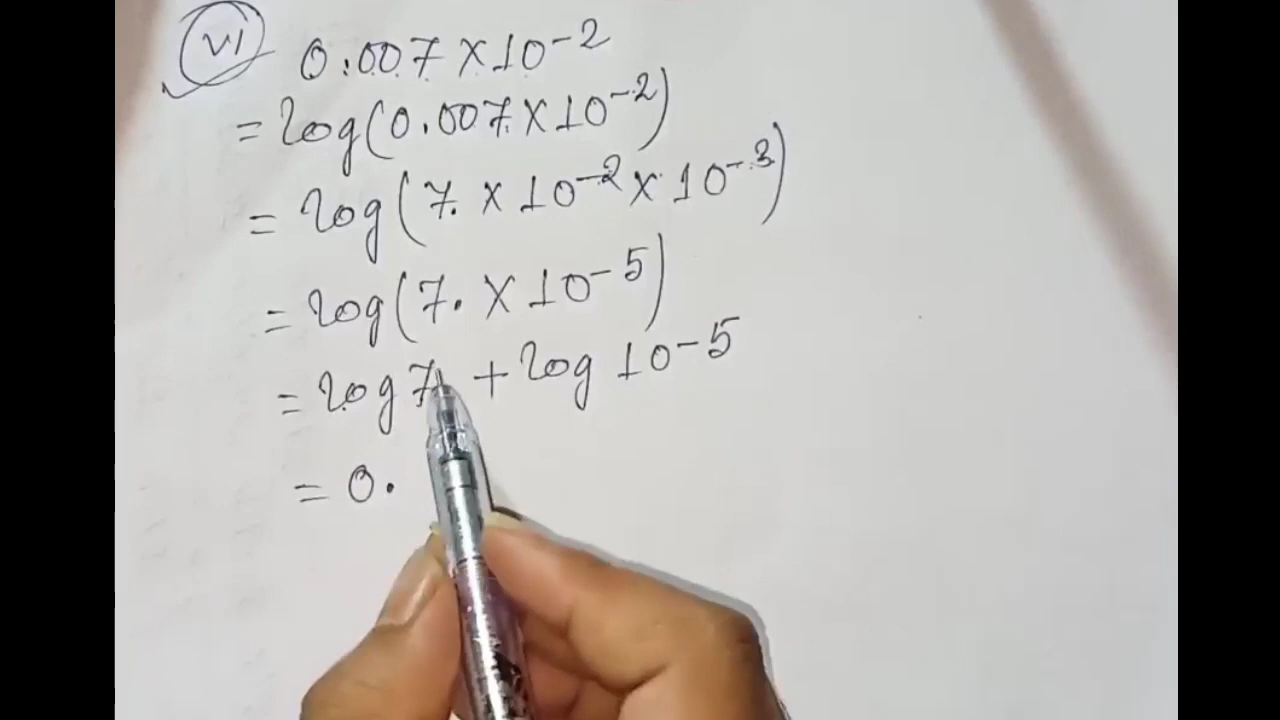 vi 0.007 × 10⁻²
= log(0.007 × 10⁻²)
= log(7. × 10⁻² × 10⁻³)
= log(7. × 10⁻⁵)
= log 7 + log 10⁻⁵
= 0.